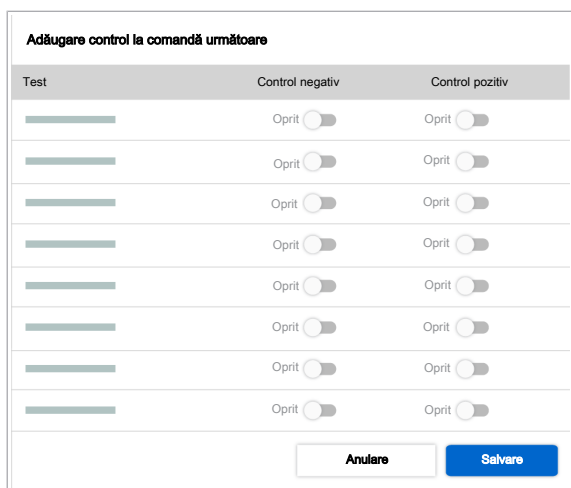 Adăugare control la comandă următoare
Test Control negativ Control pozitiv
Oprit Oprit
Oprit Oprit
Oprit Oprit
Oprit Oprit
Oprit Oprit
Oprit Oprit
Oprit Oprit
Oprit Oprit
Anulare Salvare